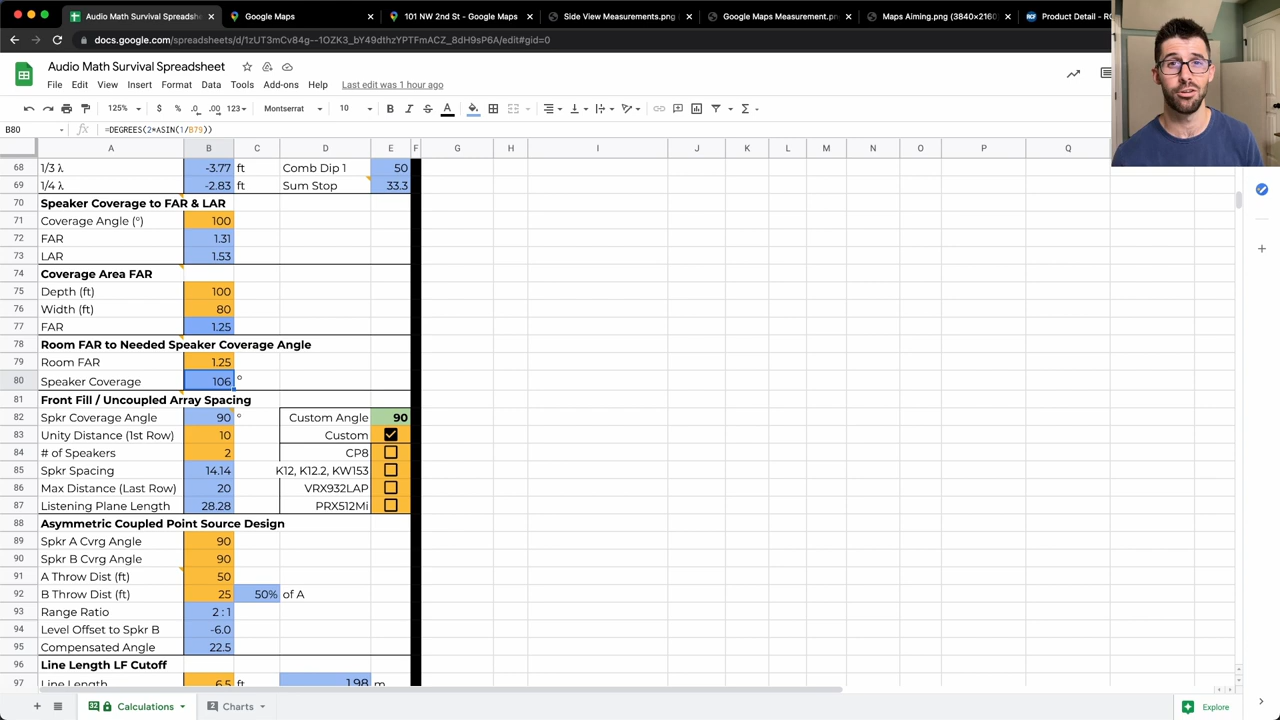 Audio Math Survival Spreadsh
Google Maps
101 NW 2nd St - Google Maps
Side View Measurements.png (
Google Maps Measurement.pn
Maps Aiming.png (3840×2160
Product Detail - RC
docs.google.com/spreadsheets/d/1zUT3mCv84g--1OZK3_bY49dthzYPTFmACZ_8dH9sP6A/edit#gid=0
Audio Math Survival Spreadsheet
File Edit View Insert Format Data Tools Add-ons Help Last edit was 1 hour ago
125% $ % .0 .00 123 Montserrat 10 B I S A
B80 fx =DEGREES(2*ASIN(1/B79))
A B C D E F G H I J K L M N O P Q
68 1/3 λ -3.77 ft Comb Dip 1 50
69 1/4 λ -2.83 ft Sum Stop 33.3
70 Speaker Coverage to FAR & LAR
71 Coverage Angle (°) 100
72 FAR 1.31
73 LAR 1.53
74 Coverage Area FAR
75 Depth (ft) 100
76 Width (ft) 80
77 FAR 1.25
78 Room FAR to Needed Speaker Coverage Angle
79 Room FAR 1.25
80 Speaker Coverage 106 °
81 Front Fill / Uncoupled Array Spacing
82 Spkr Coverage Angle 90 ° Custom Angle 90
83 Unity Distance (1st Row) 10 Custom
84 # of Speakers 2 CP8
85 Spkr Spacing 14.14 K12, K12.2, KW153
86 Max Distance (Last Row) 20 VRX932LAP
87 Listening Plane Length 28.28 PRX512Mi
88 Asymmetric Coupled Point Source Design
89 Spkr A Cvrg Angle 90
90 Spkr B Cvrg Angle 90
91 A Throw Dist (ft) 50
92 B Throw Dist (ft) 25 50% of A
93 Range Ratio 2 : 1
94 Level Offset to Spkr B -6.0
95 Compensated Angle 22.5
96 Line Length LF Cutoff
97 Line Length 6.5 ft 1.98 m
32 Calculations
2 Charts
Explore